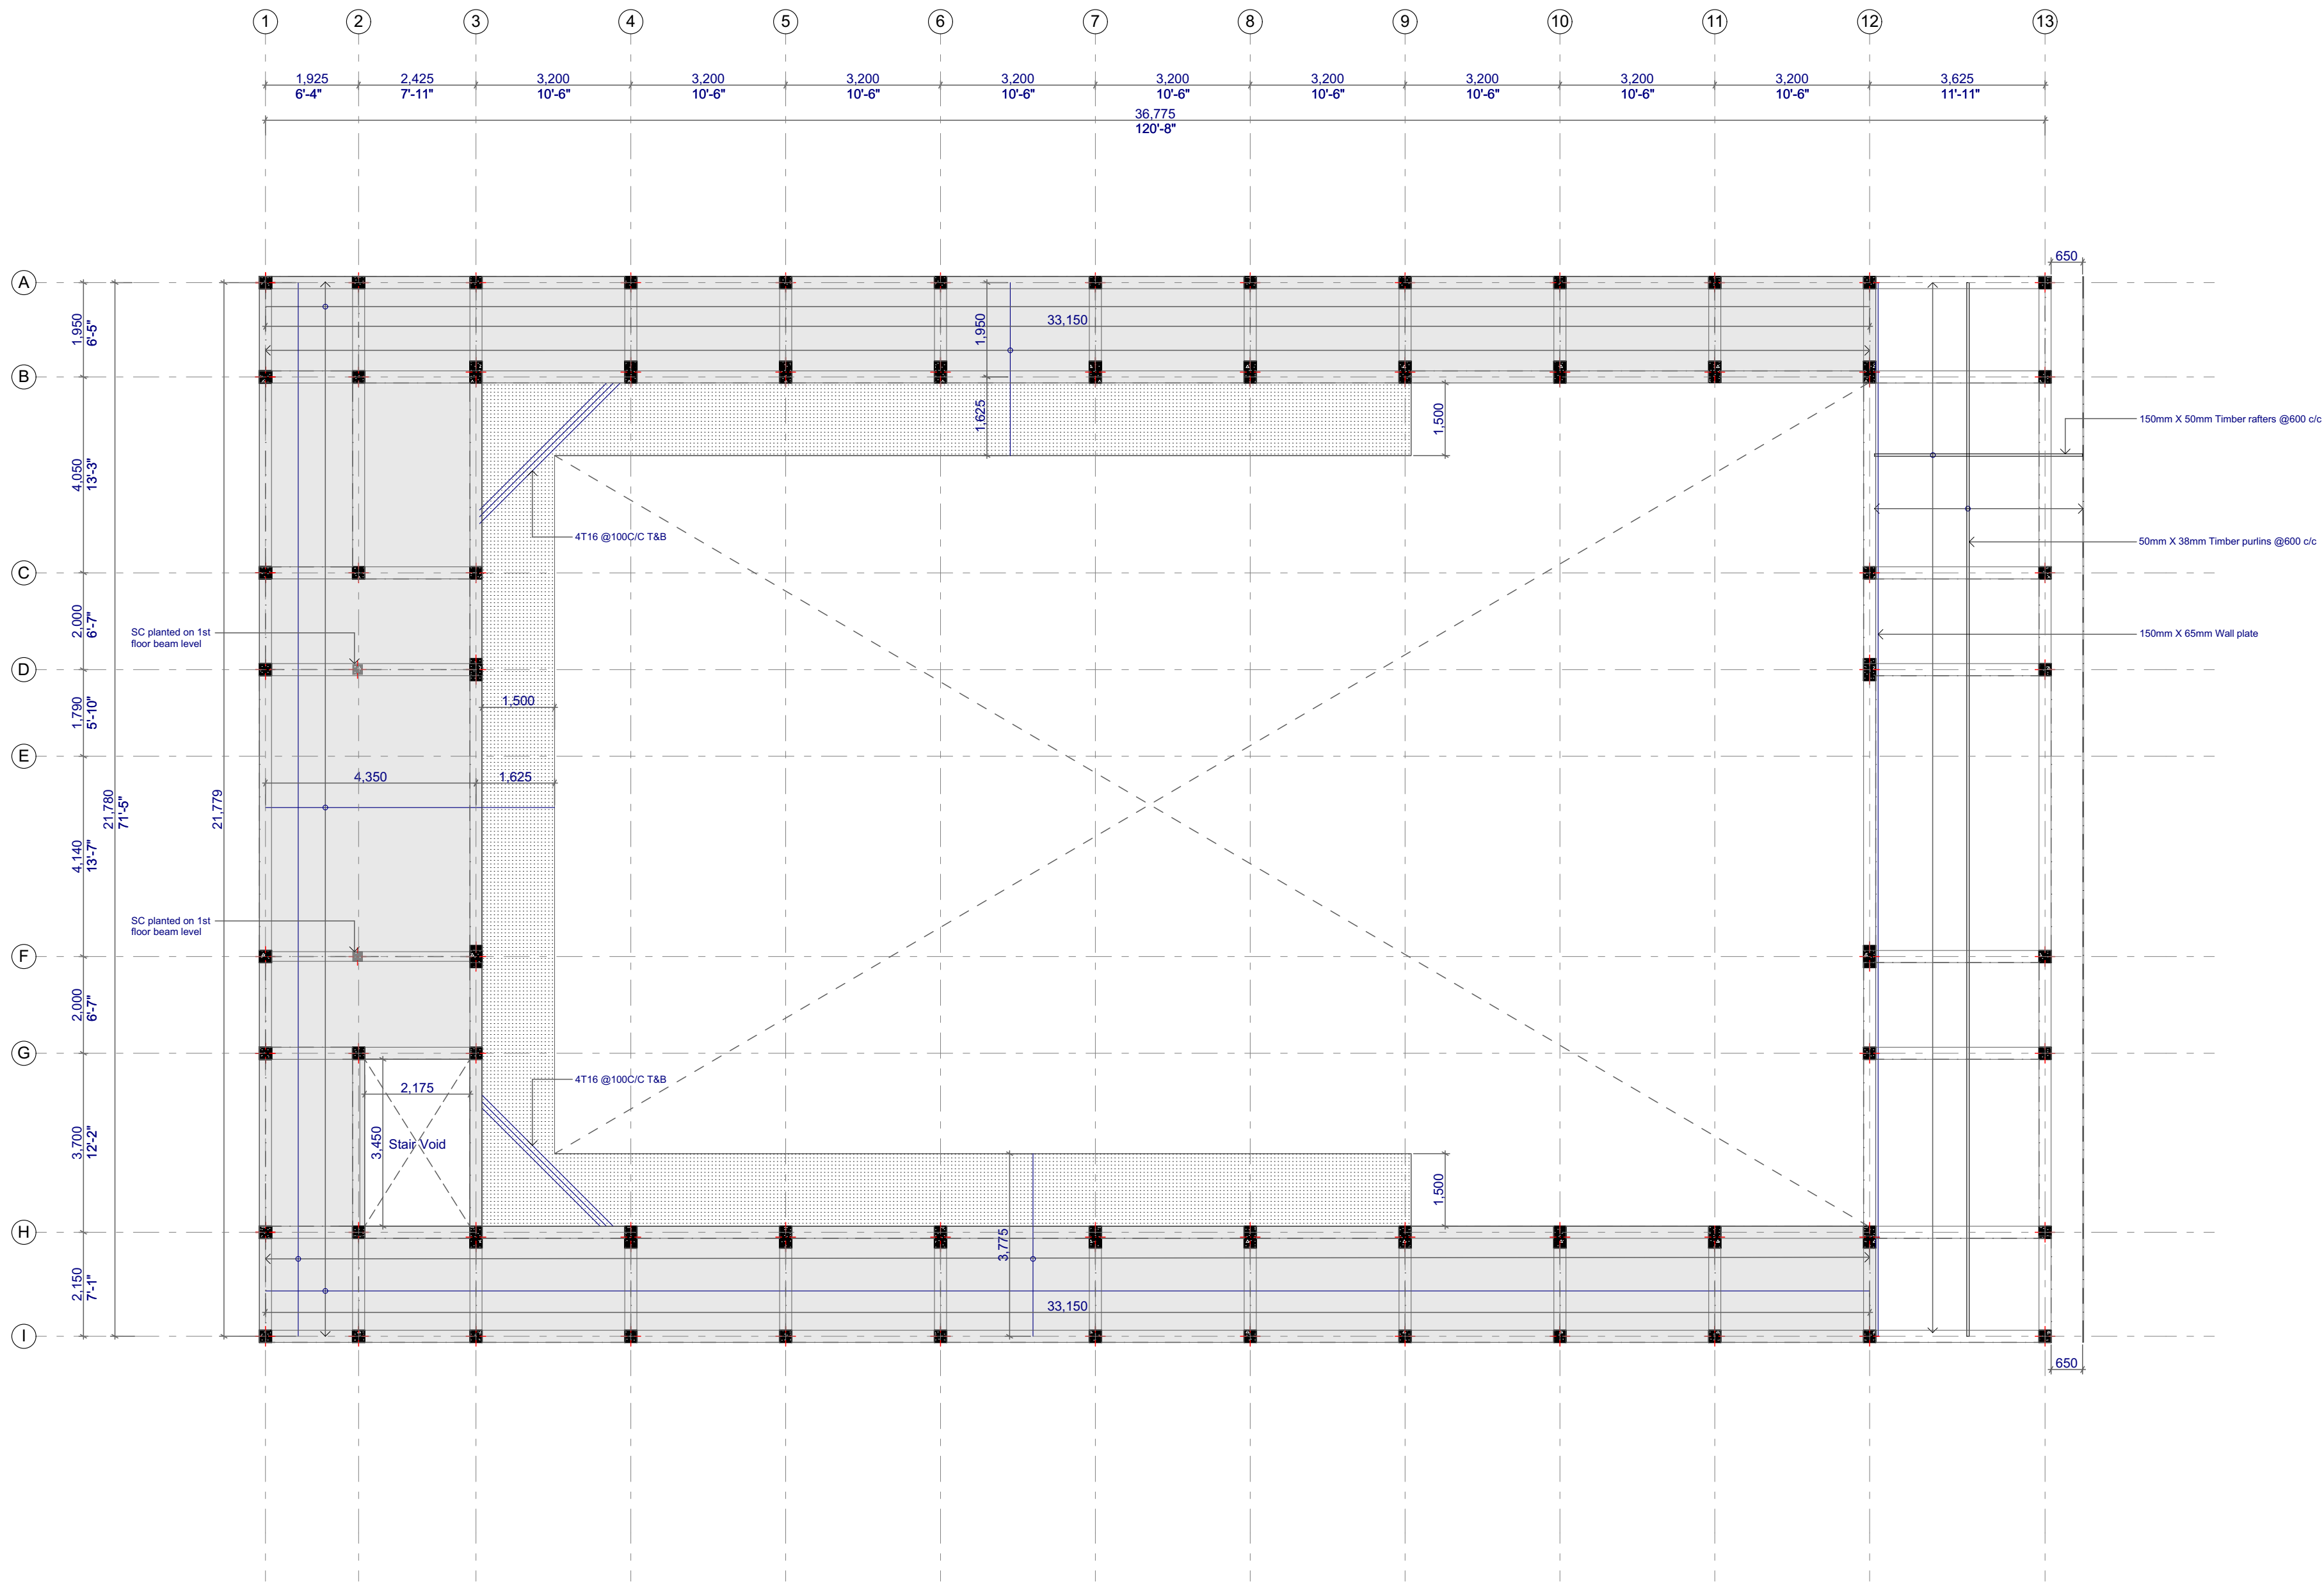 1 2 3 4 5 6 7 8 9 10 11 12 13
1,925 2,425 3,200 3,200 3,200 3,200 3,200 3,200 3,200 3,200 3,200 3,625
6'-4" 7'-11" 10'-6" 10'-6" 10'-6" 10'-6" 10'-6" 10'-6" 10'-6" 10'-6" 10'-6" 11'-11"
36,775
120'-8"
650
A
1,950
6'-5"
1,950
33,150
B
1,625
1,500
150mm X 50mm Timber rafters @600 c/c
4,050
13'-3"
4T16 @100C/C T&B
50mm X 38mm Timber purlins @600 c/c
C
2,000
6'-7"
SC planted on 1st
floor beam level
150mm X 65mm Wall plate
D
1,790
5'-10"
1,500
E
4,350
1,625
21,780
71'-5"
21,779
4,140
13'-7"
SC planted on 1st
floor beam level
F
2,000
6'-7"
G
4T16 @100C/C T&B
2,175
3,700
12'-2"
3,450
Stair Void
1,500
H
3,775
2,150
7'-1"
33,150
I
650